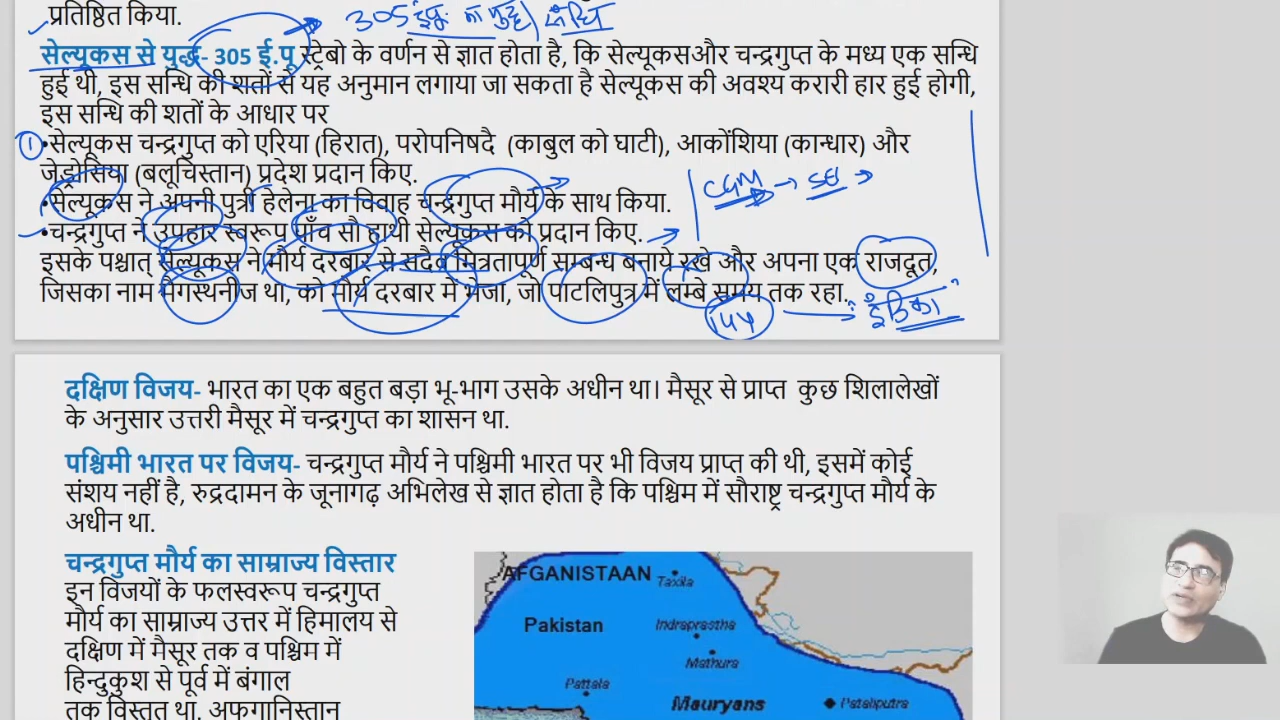 प्रतिष्ठित किया.
305 ई.पू. का युद्ध संधि
सेल्यूकस से युद्ध- 305 ई.पू स्ट्रेबो के वर्णन से ज्ञात होता है, कि सेल्यूकसऔर चन्द्रगुप्त के मध्य एक सन्धि
हुई थी, इस सन्धि की शतों से यह अनुमान लगाया जा सकता है सेल्यूकस की अवश्य करारी हार हुई होगी,
इस सन्धि की शतों के आधार पर
①
•सेल्यूकस चन्द्रगुप्त को एरिया (हिरात), परोपनिषदै (काबुल को घाटी), आकोंशिया (कान्धार) और
जेड्रोसिया (बलूचिस्तान) प्रदेश प्रदान किए.
CGM
•सेल्यूकस ने अपनी पुत्री हेलेना का विवाह चन्द्रगुप्त मौर्य के साथ किया.
•चन्द्रगुप्त ने उपहार स्वरूप पाँच सौ हाथी सेल्यूकस को प्रदान किए.
इसके पश्चात् सेल्यूकस ने मौर्य दरबार से सदैव मित्रतापूर्ण सम्बन्ध बनाये रखे और अपना एक राजदूत,
जिसका नाम मैगस्थनीज था, को मौर्य दरबार में भेजा, जो पाटलिपुत्र में लम्बे समय तक रहा.
इंडिका
दक्षिण विजय- भारत का एक बहुत बड़ा भू-भाग उसके अधीन था। मैसूर से प्राप्त कुछ शिलालेखों
के अनुसार उत्तरी मैसूर में चन्द्रगुप्त का शासन था.
पश्चिमी भारत पर विजय- चन्द्रगुप्त मौर्य ने पश्चिमी भारत पर भी विजय प्राप्त की थी, इसमें कोई
संशय नहीं है, रुद्रदामन के जूनागढ़ अभिलेख से ज्ञात होता है कि पश्चिम में सौराष्ट्र चन्द्रगुप्त मौर्य के
अधीन था.
चन्द्रगुप्त मौर्य का साम्राज्य विस्तार
इन विजयों के फलस्वरूप चन्द्रगुप्त
मौर्य का साम्राज्य उत्तर में हिमालय से
दक्षिण में मैसूर तक व पश्चिम में
हिन्दुकुश से पूर्व में बंगाल
तक विस्तृत था. अफगानिस्तान
AFGANISTAAN
Taxila
Pakistan
Indraprastha
Mathura
Pattala
Mauryans
Pataliputra